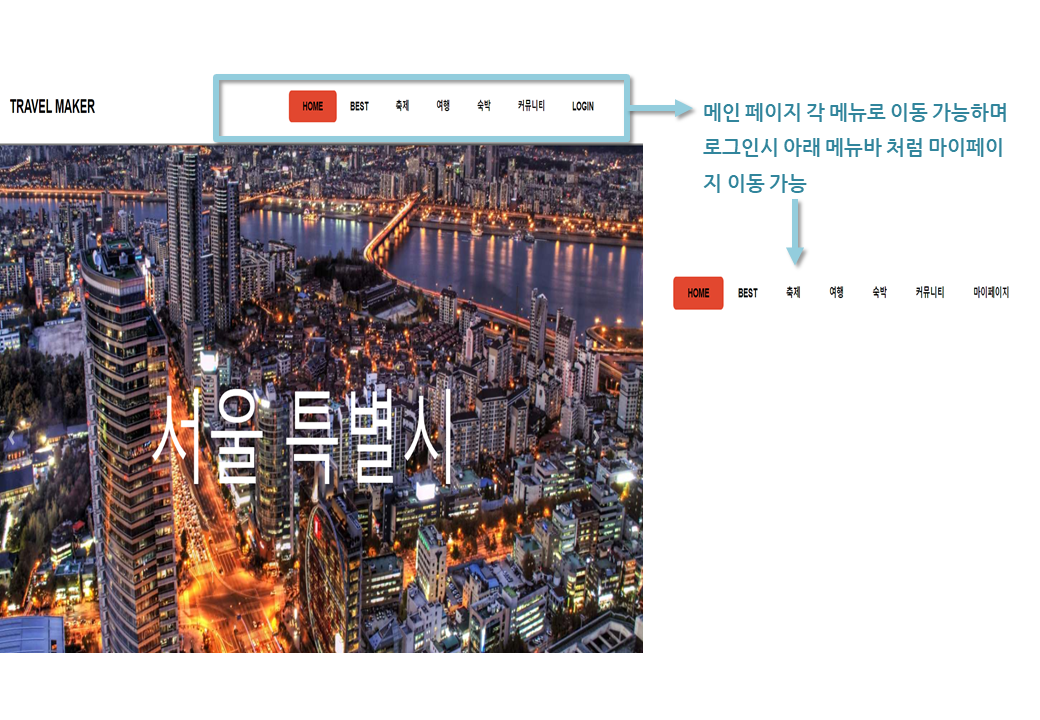 TRAVEL MAKER
HOME BEST 축제 여행 숙박 커뮤니티 LOGIN
메인 페이지 각 메뉴로 이동 가능하며
로그인시 아래 메뉴바 처럼 마이페이
지 이동 가능
HOME BEST 축제 여행 숙박 커뮤니티 마이페이지
서울 특별시